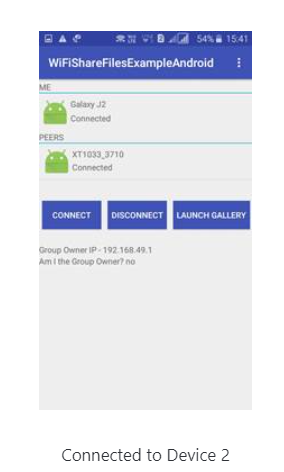 54% 15:41
WiFiShareFilesExampleAndroid
ME
Galaxy J2
Connected
PEERS
XT1033_3710
Connected
CONNECT DISCONNECT LAUNCH GALLERY
Group Owner IP - 192.168.49.1
Am I the Group Owner? no
Connected to Device 2